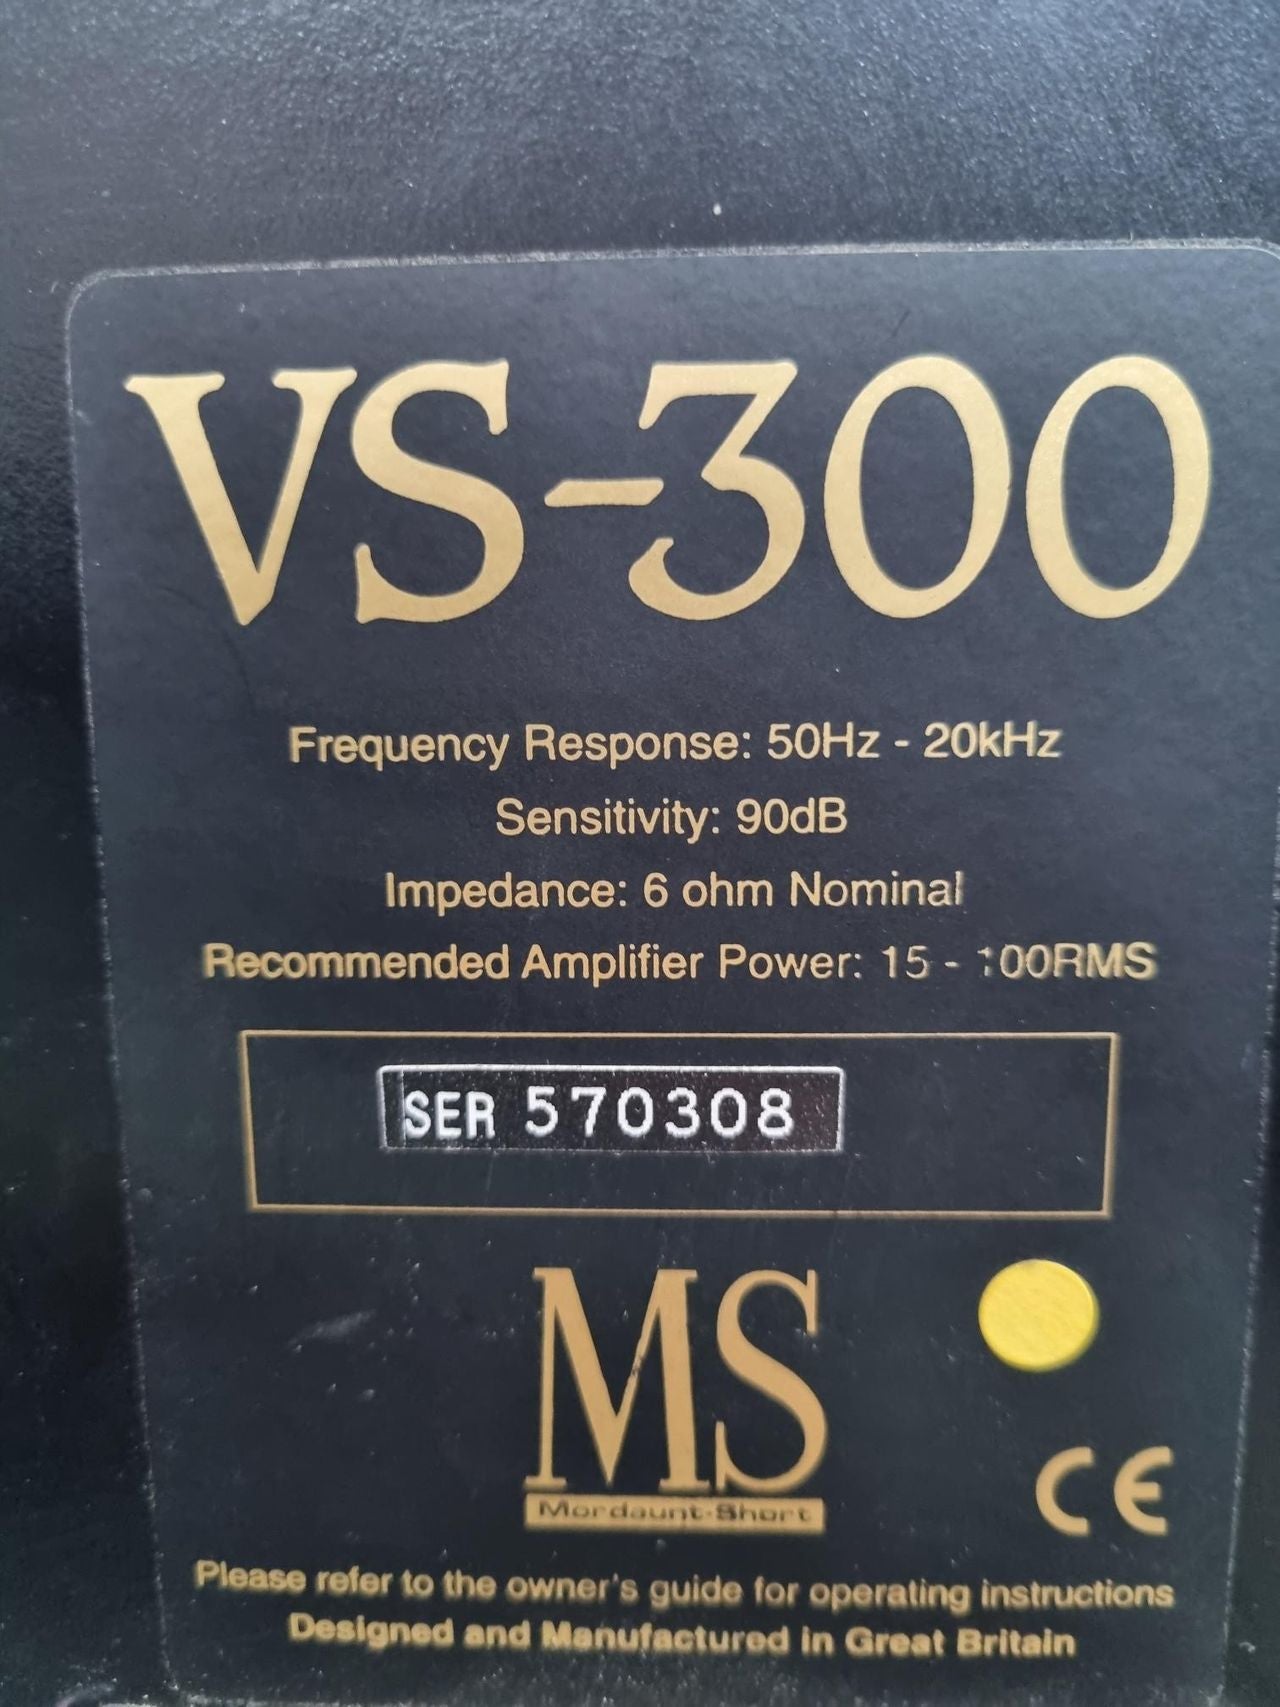 VS-300
Frequency Response: 50Hz - 20kHz
Sensitivity: 90dB
Impedance: 6 ohm Nominal
Recommended Amplifier Power: 15 - 100RMS
SER 570308
MS
Mordaunt-Short
CE
Please refer to the owner's guide for operating instructions
Designed and Manufactured in Great Britain